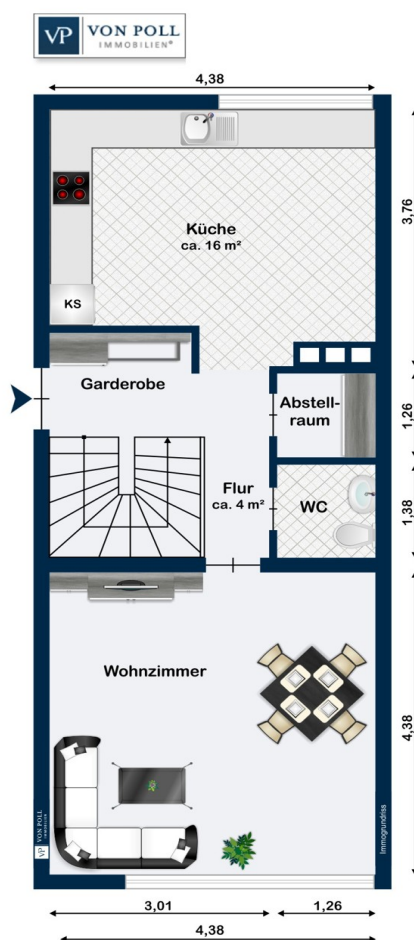 VP VON POLL
IMMOBILIEN®
4,38
3,76
Küche
ca. 16 m²
KS
Garderobe
Abstell-
raum
1,26
Flur
ca. 4 m²
WC
1,38
Wohnzimmer
4,38
VP VON POLL
IMMOBILIEN
Immogrundriss
3,01
1,26
4,38